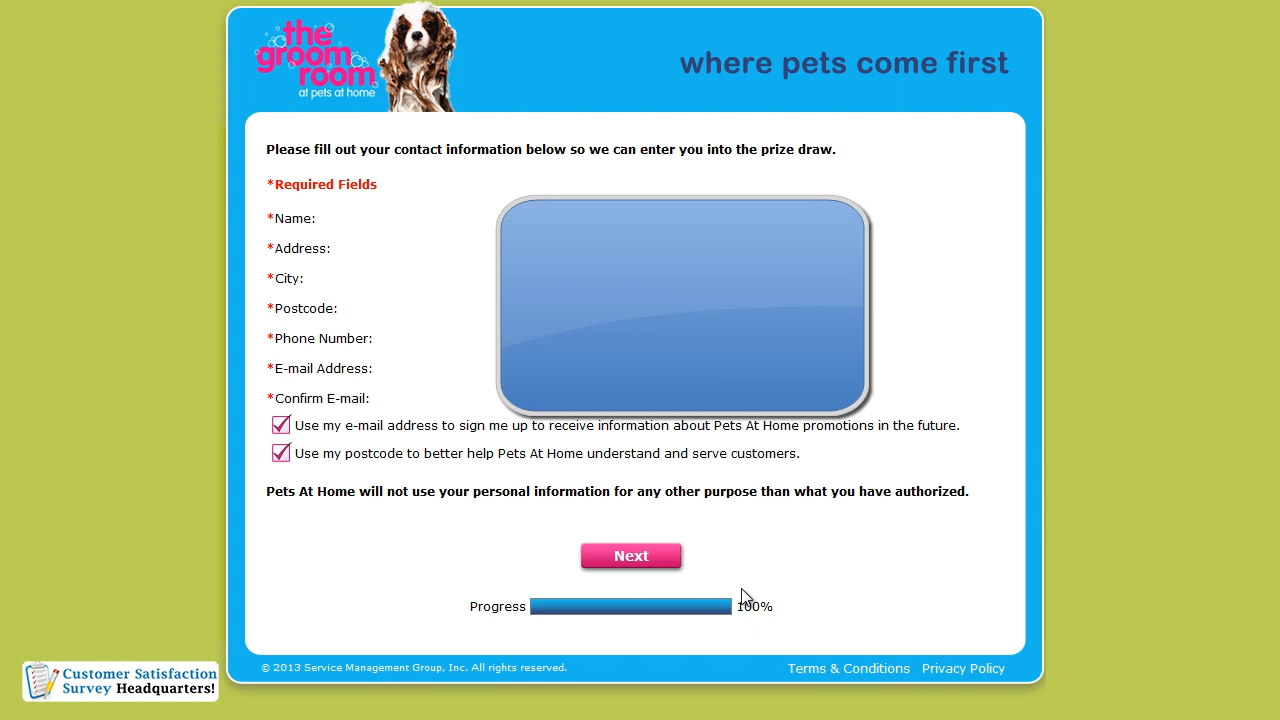 the
groom
room
at pets at home
where pets come first
Please fill out your contact information below so we can enter you into the prize draw.
*Required Fields
*Name:
*Address:
*City:
*Postcode:
*Phone Number:
*E-mail Address:
*Confirm E-mail:
Use my e-mail address to sign me up to receive information about Pets At Home promotions in the future.
Use my postcode to better help Pets At Home understand and serve customers.
Pets At Home will not use your personal information for any other purpose than what you have authorized.
Next
Progress 100%
© 2013 Service Management Group, Inc. All rights reserved.
Terms & Conditions Privacy Policy
Customer Satisfaction
Survey Headquarters!